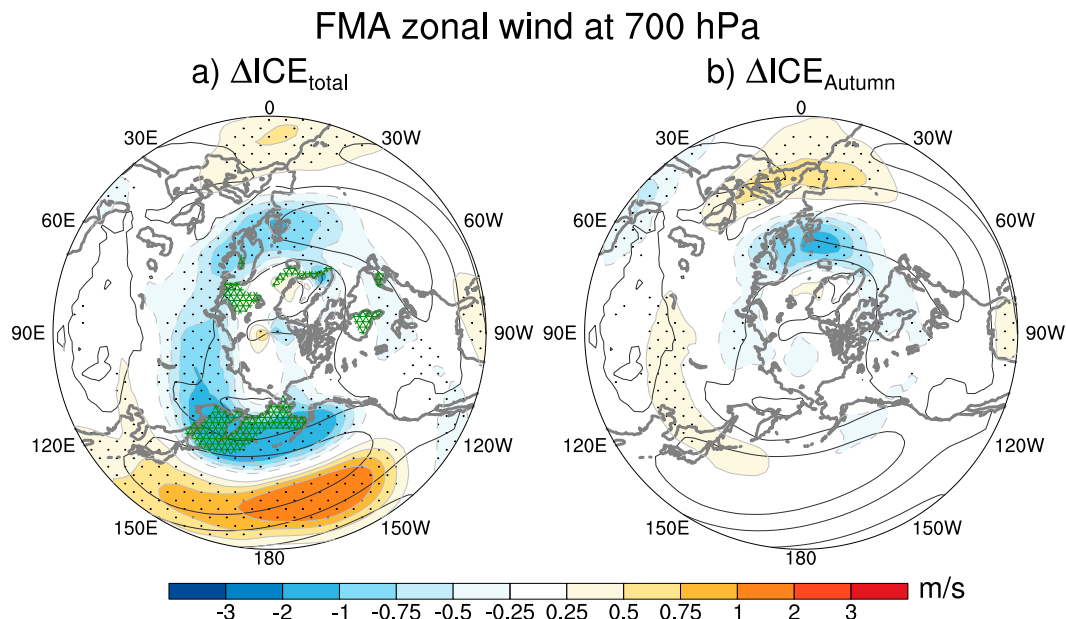 FMA zonal wind at 700 hPa
a) ΔICEtotal
b) ΔICEAutumn
0
30E
30W
60E
60W
90E
90W
120E
120W
150E
150W
180
0
30E
30W
60E
60W
90E
90W
120E
120W
150E
150W
180
-3 -2 -1 -0.75 -0.5 -0.25 0.25 0.5 0.75 1 2 3 m/s